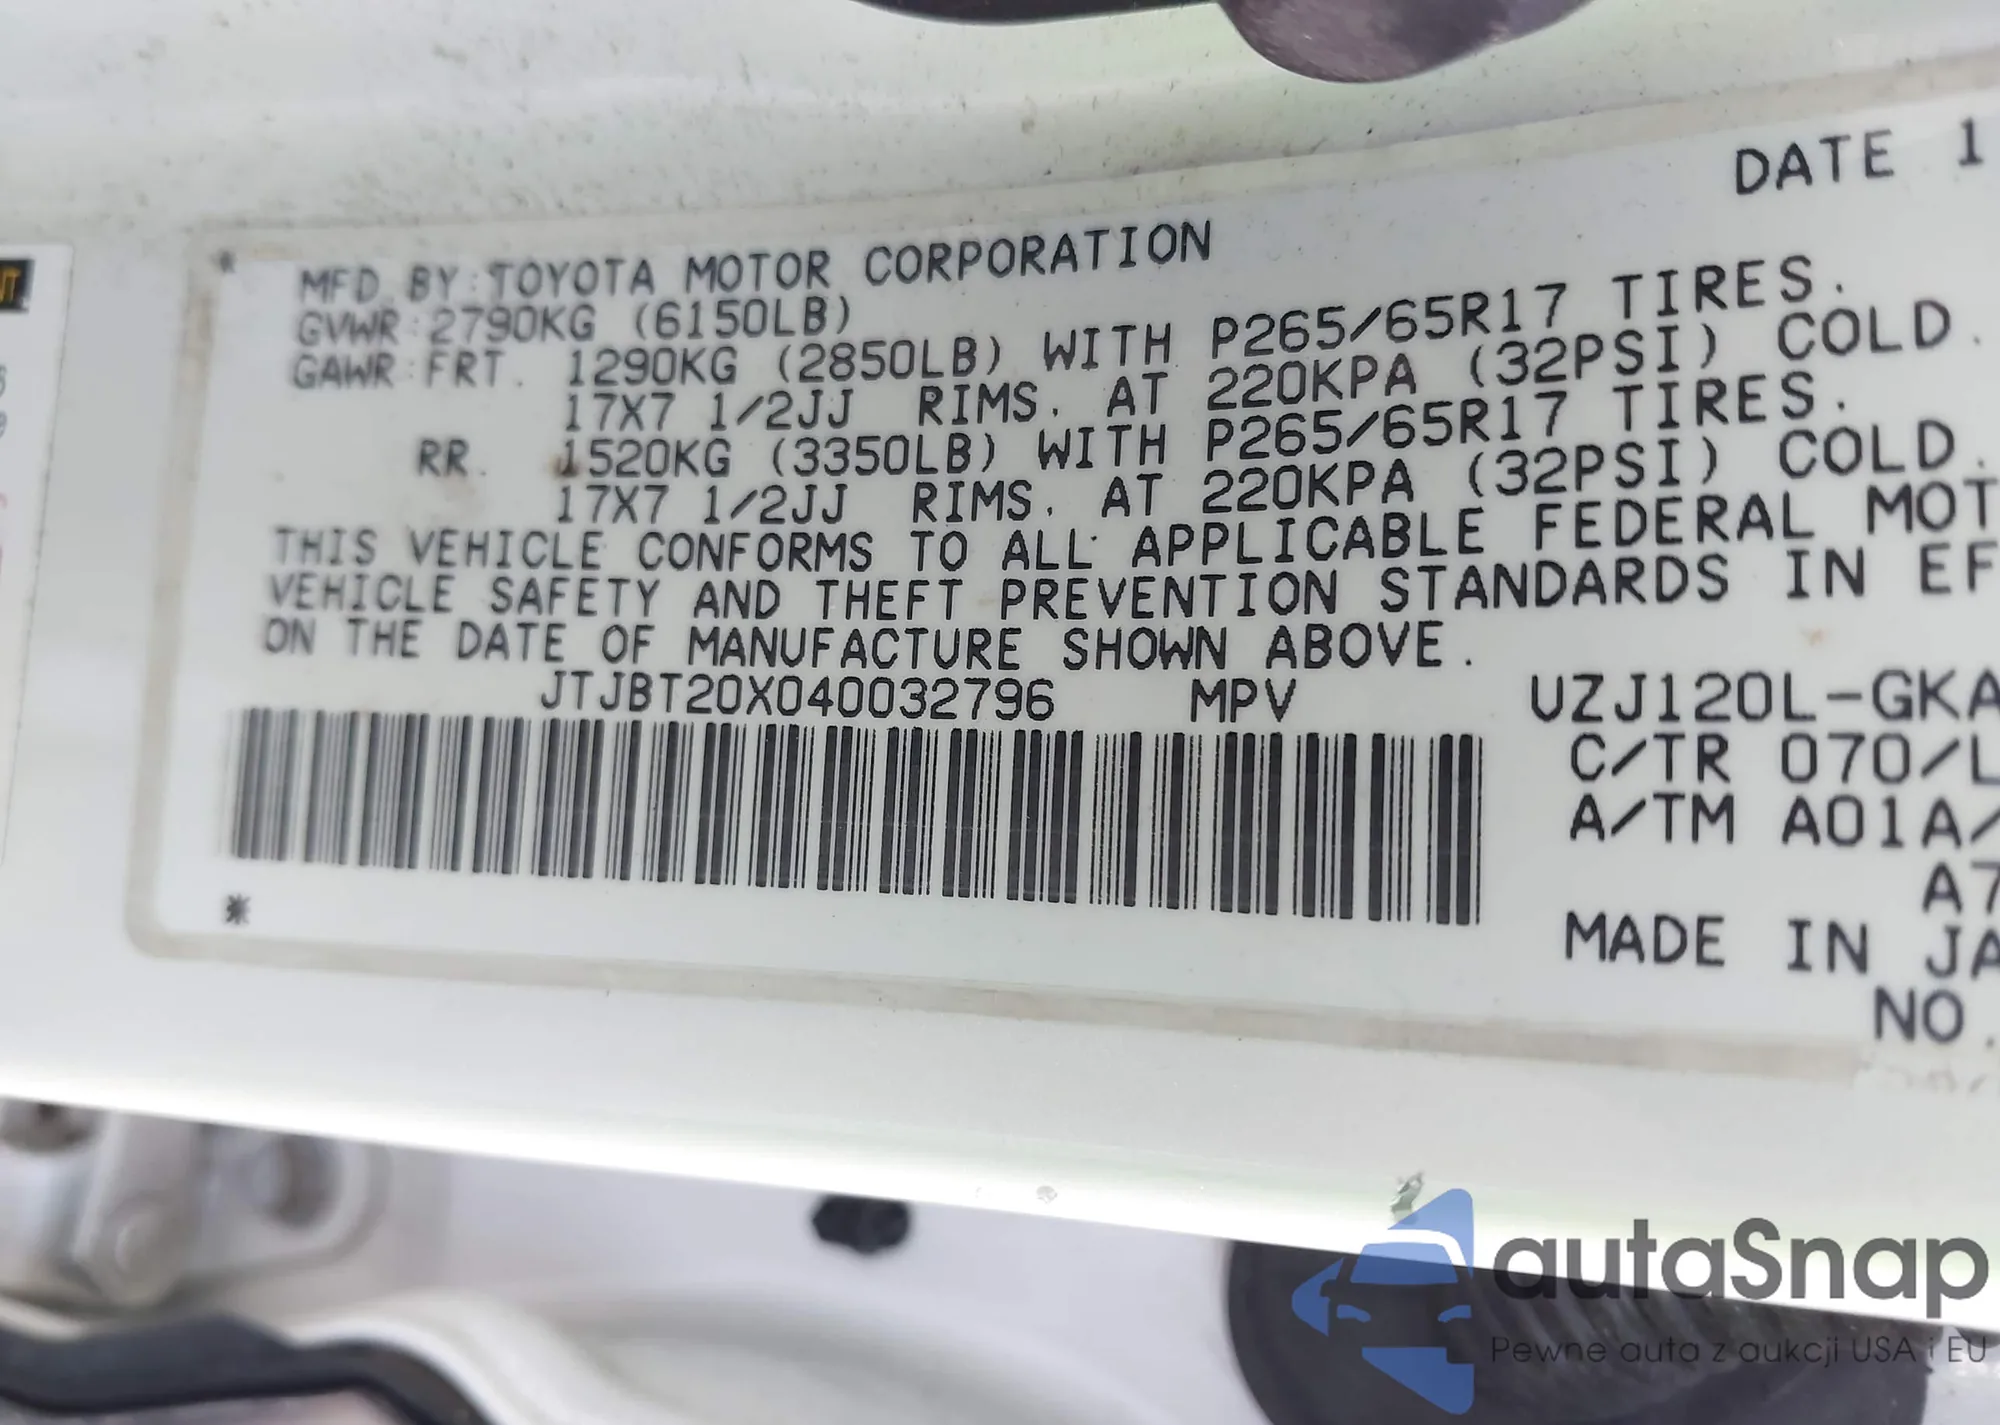 DATE 1
MFD. BY:TOYOTA MOTOR CORPORATION
GVWR:2790KG (6150LB)
GAWR:FRT. 1290KG (2850LB) WITH P265/65R17 TIRES.
17X7 1/2JJ RIMS. AT 220KPA (32PSI) COLD.
RR. 1520KG (3350LB) WITH P265/65R17 TIRES.
17X7 1/2JJ RIMS. AT 220KPA (32PSI) COLD.
THIS VEHICLE CONFORMS TO ALL APPLICABLE FEDERAL MOT
VEHICLE SAFETY AND THEFT PREVENTION STANDARDS IN EF
ON THE DATE OF MANUFACTURE SHOWN ABOVE.
JTJBT20X040032796 MPV UZJ120L-GKA
C/TR 070/L
A/TM A01A/
A7
MADE IN JA
NO.
autaSnap
Pewne auta z aukcji USA i EU